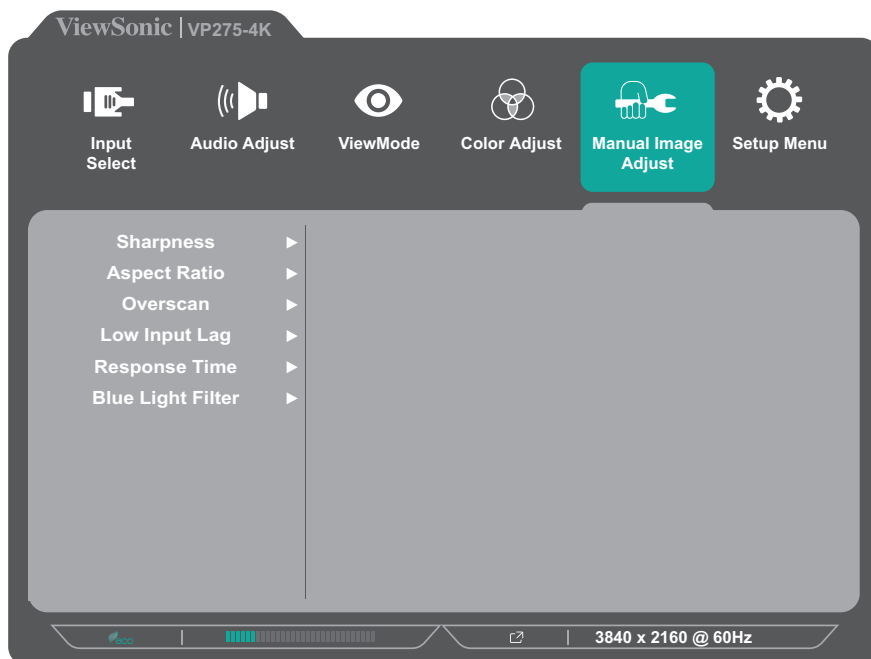 ViewSonic | VP275-4K
Input Select
Audio Adjust
ViewMode
Color Adjust
Manual Image Adjust
Setup Menu
Sharpness
Aspect Ratio
Overscan
Low Input Lag
Response Time
Blue Light Filter
eco
3840 x 2160 @ 60Hz